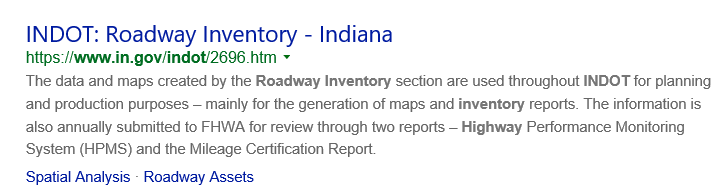 INDOT: Roadway Inventory - Indiana
https://www.in.gov/indot/2696.htm
The data and maps created by the Roadway Inventory section are used throughout INDOT for planning
and production purposes – mainly for the generation of maps and inventory reports. The information is
also annually submitted to FHWA for review through two reports – Highway Performance Monitoring
System (HPMS) and the Mileage Certification Report.
Spatial Analysis · Roadway Assets